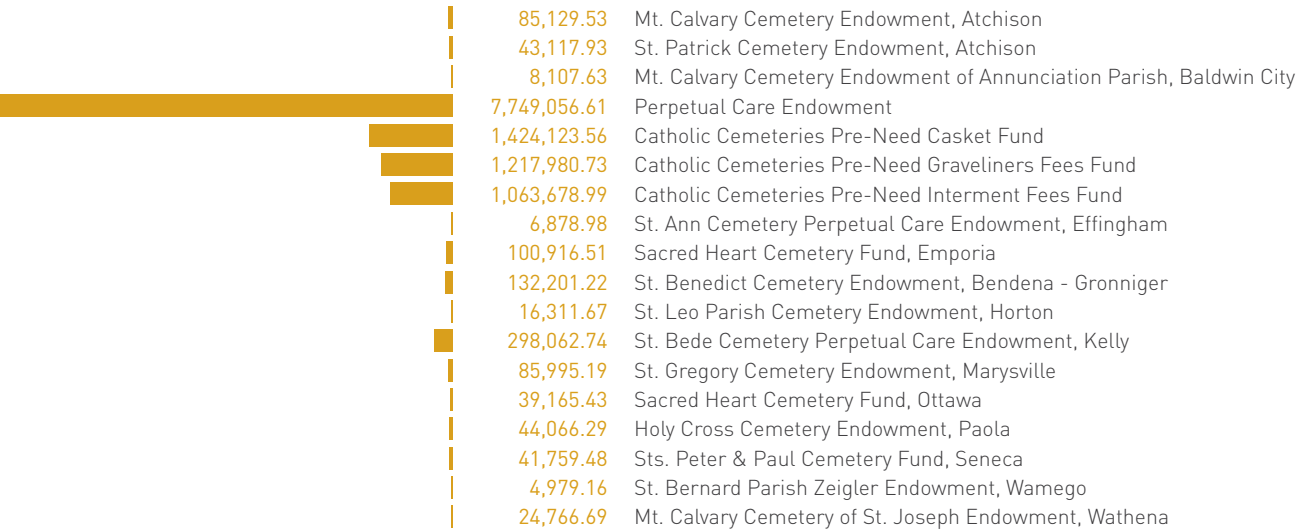 85,129.53 Mt. Calvary Cemetery Endowment, Atchison
43,117.93 St. Patrick Cemetery Endowment, Atchison
8,107.63 Mt. Calvary Cemetery Endowment of Annunciation Parish, Baldwin City
7,749,056.61 Perpetual Care Endowment
1,424,123.56 Catholic Cemeteries Pre-Need Casket Fund
1,217,980.73 Catholic Cemeteries Pre-Need Graveliners Fees Fund
1,063,678.99 Catholic Cemeteries Pre-Need Interment Fees Fund
6,878.98 St. Ann Cemetery Perpetual Care Endowment, Effingham
100,916.51 Sacred Heart Cemetery Fund, Emporia
132,201.22 St. Benedict Cemetery Endowment, Bendena - Gronniger
16,311.67 St. Leo Parish Cemetery Endowment, Horton
298,062.74 St. Bede Cemetery Perpetual Care Endowment, Kelly
85,995.19 St. Gregory Cemetery Endowment, Marysville
39,165.43 Sacred Heart Cemetery Fund, Ottawa
44,066.29 Holy Cross Cemetery Endowment, Paola
41,759.48 Sts. Peter & Paul Cemetery Fund, Seneca
4,979.16 St. Bernard Parish Zeigler Endowment, Wamego
24,766.69 Mt. Calvary Cemetery of St. Joseph Endowment, Wathena